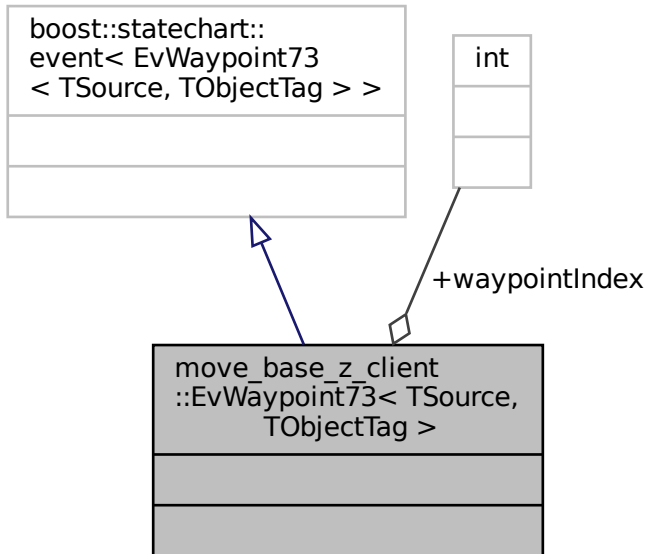 boost::statechart::
event< EvWaypoint73
< TSource, TObjectTag > >
int
+waypointIndex
move_base_z_client
::EvWaypoint73< TSource,
TObjectTag >